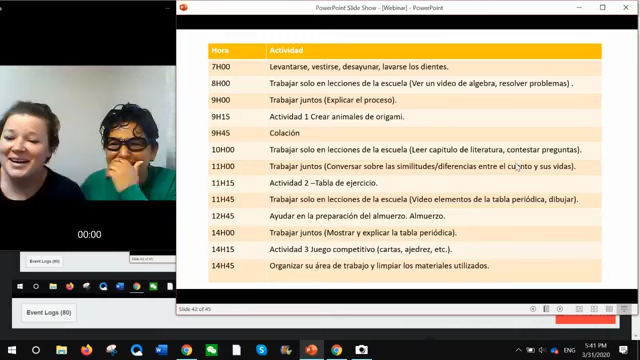 PowerPoint Slide Show - [Webinar] - PowerPoint
Hora Actividad
7H00 Levantarse, vestirse, desayunar, lavarse los dientes.
8H00 Trabajar solo en lecciones de la escuela (Ver un video de algebra, resolver problemas) .
9H00 Trabajar juntos (Explicar el proceso).
9H15 Actividad 1 Crear animales de origami.
9H45 Colación
10H00 Trabajar solo en lecciones de la escuela (Leer capitulo de literatura, contestar preguntas).
11H00 Trabajar juntos (Conversar sobre las similitudes/diferencias entre el cuento y sus vidas).
11H15 Actividad 2 –Tabla de ejercicio.
11H45 Trabajar solo en lecciones de la escuela (Video elementos de la tabla periódica, dibujar).
12H45 Ayudar en la preparación del almuerzo. Almuerzo.
14H00 Trabajar juntos (Mostrar y explicar la tabla periódica).
14H15 Actividad 3 Juego competitivo (cartas, ajedrez, etc.).
14H45 Organizar su área de trabajo y limpiar los materiales utilizados.
00:00
Event Logs (80)
Slide 42 of 45
Event Logs (80)
ENG
5:41 PM
3/31/2020